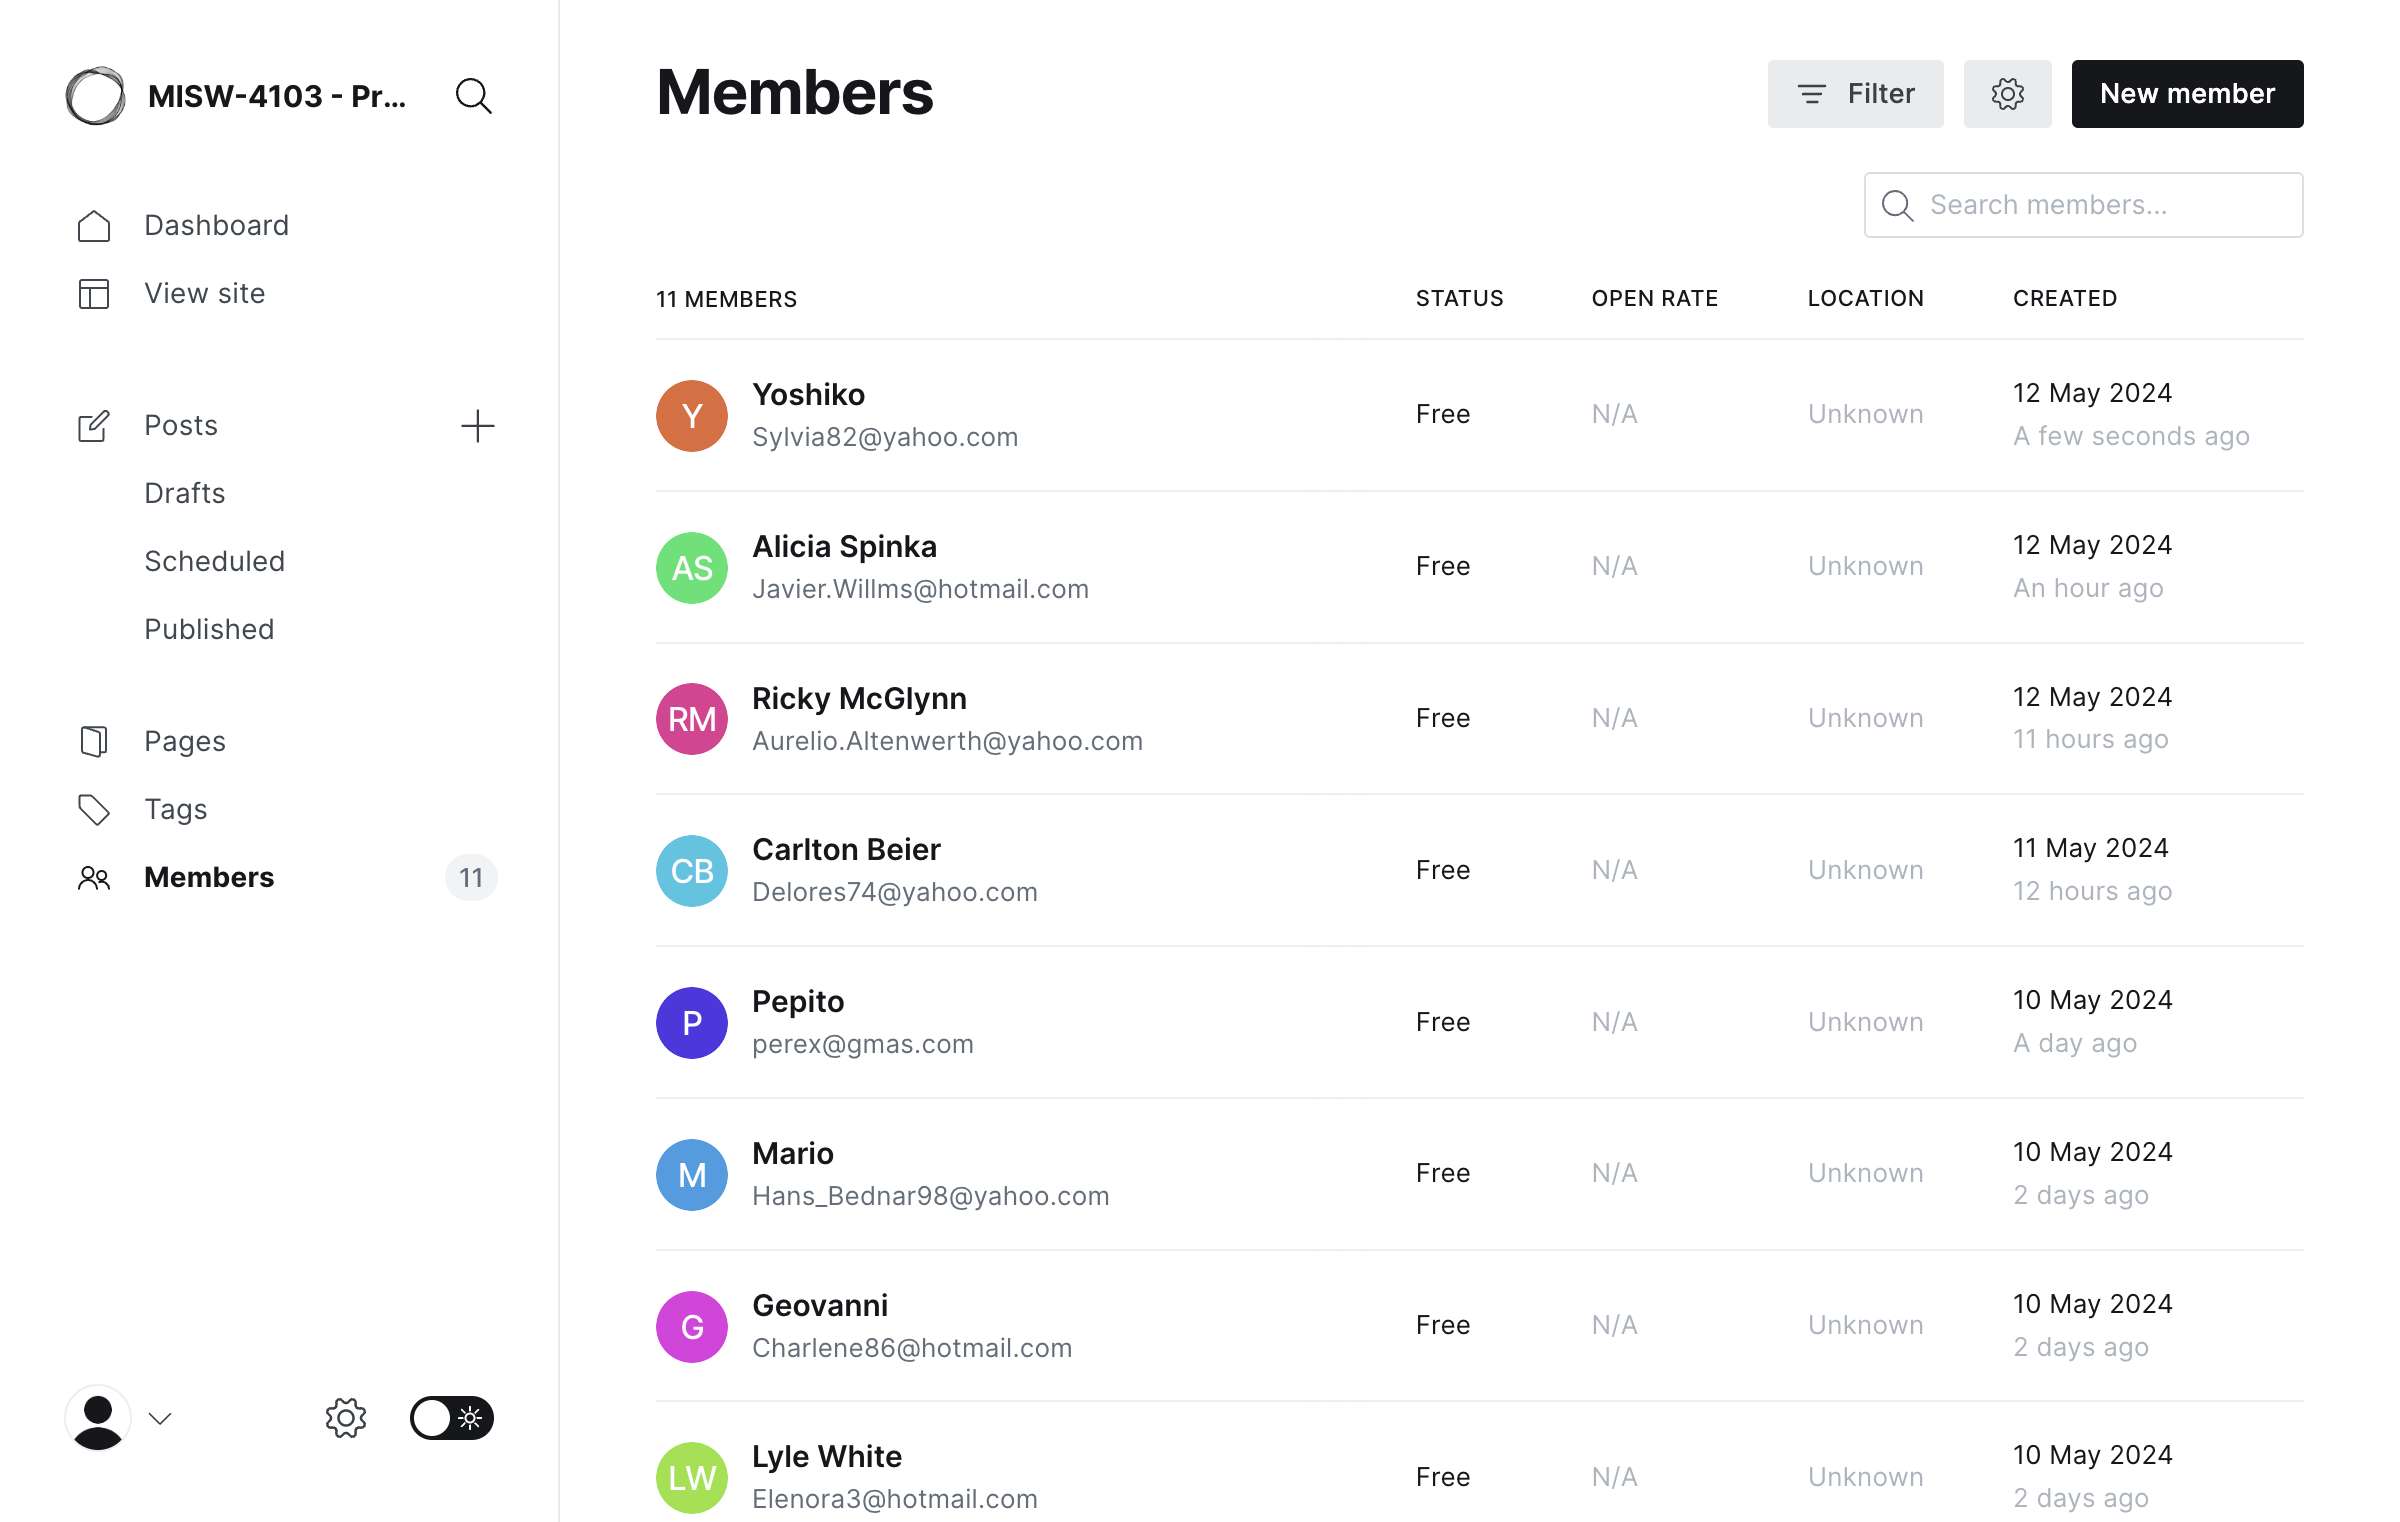 MISW-4103 - Pr...
Dashboard
View site
Posts
Drafts
Scheduled
Published
Pages
Tags
Members 11
Members
Filter
New member
Search members...
11 MEMBERS STATUS OPEN RATE LOCATION CREATED
Y Yoshiko Free N/A Unknown 12 May 2024
Sylvia82@yahoo.com A few seconds ago
AS Alicia Spinka Free N/A Unknown 12 May 2024
Javier.Willms@hotmail.com An hour ago
RM Ricky McGlynn Free N/A Unknown 12 May 2024
Aurelio.Altenwerth@yahoo.com 11 hours ago
CB Carlton Beier Free N/A Unknown 11 May 2024
Delores74@yahoo.com 12 hours ago
P Pepito Free N/A Unknown 10 May 2024
perex@gmas.com A day ago
M Mario Free N/A Unknown 10 May 2024
Hans_Bednar98@yahoo.com 2 days ago
G Geovanni Free N/A Unknown 10 May 2024
Charlene86@hotmail.com 2 days ago
LW Lyle White Free N/A Unknown 10 May 2024
Elenora3@hotmail.com 2 days ago